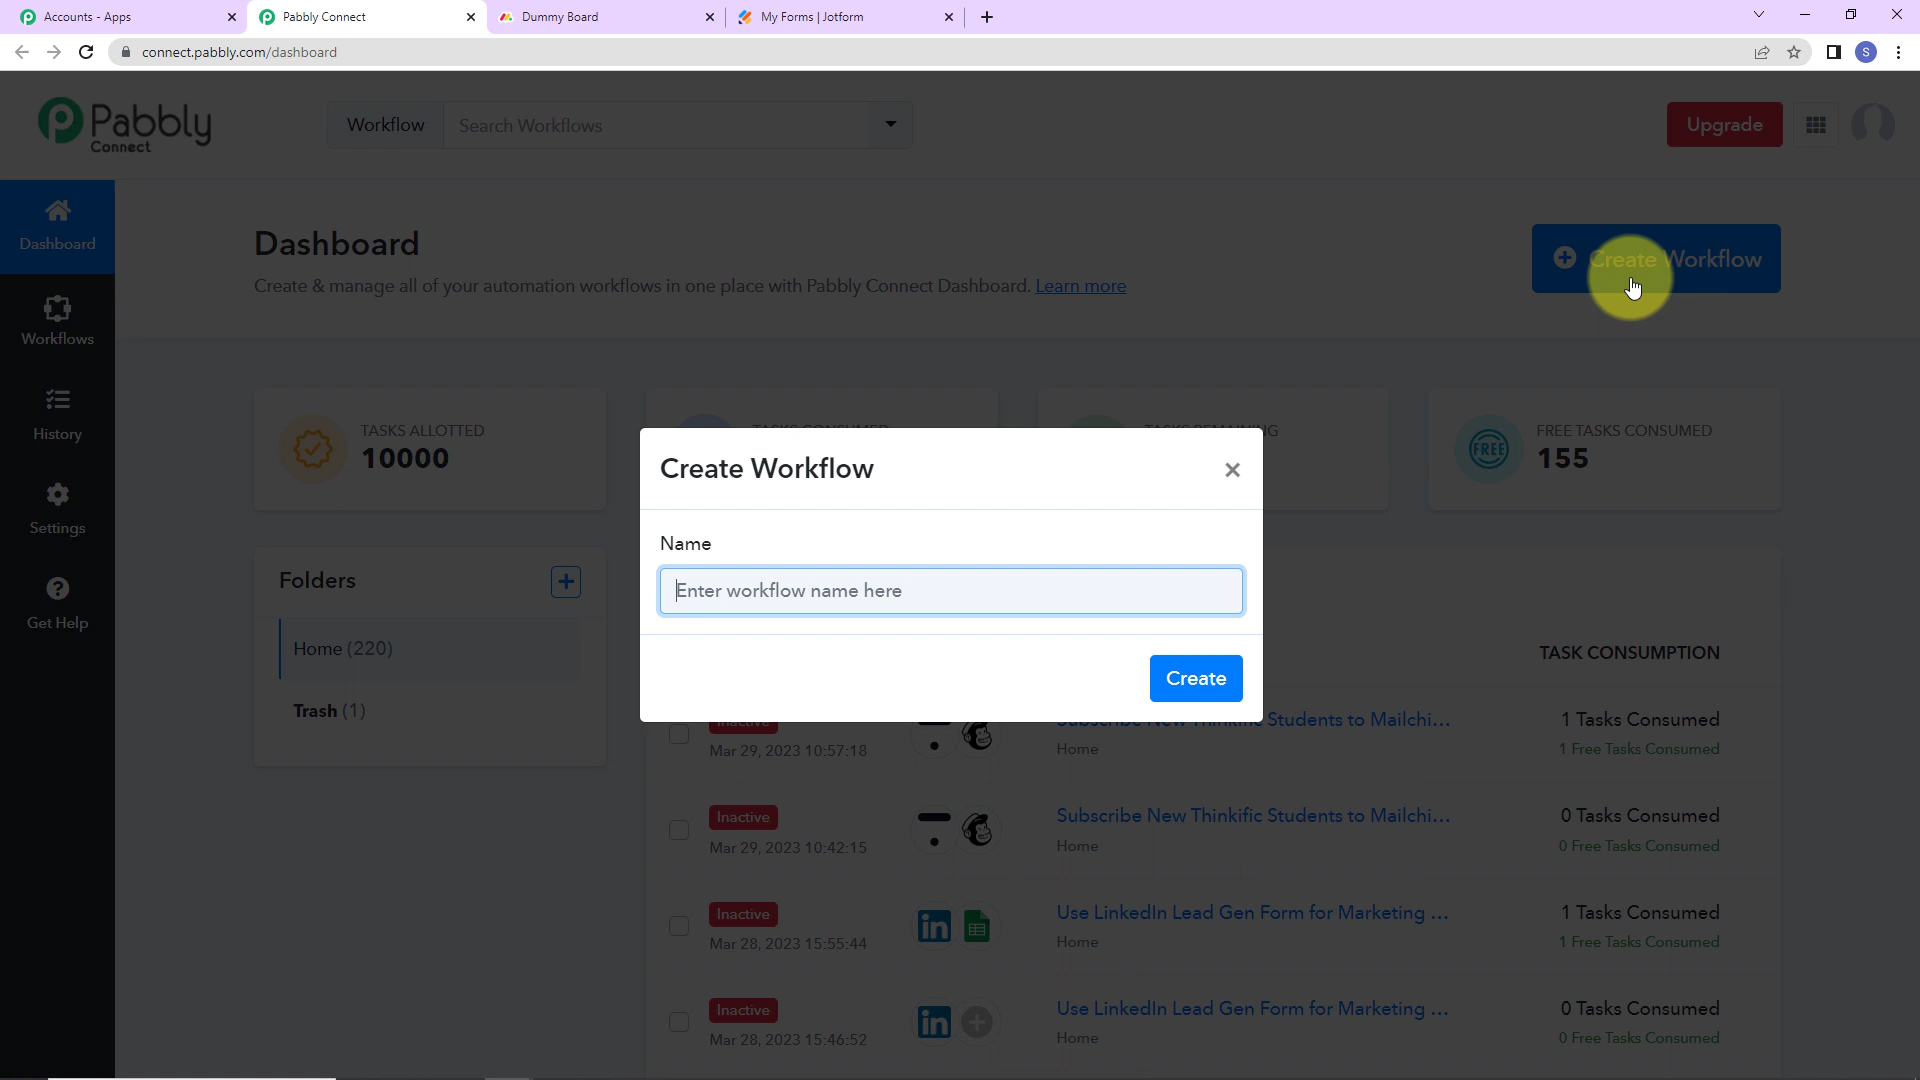 Accounts - Apps
Pabbly Connect
Dummy Board
My Forms | Jotform
connect.pabbly.com/dashboard
S
Pabbly
Connect
Workflow
Search Workflows
Upgrade
Dashboard
Workflows
History
Settings
Get Help
Dashboard
Create & manage all of your automation workflows in one place with Pabbly Connect Dashboard. Learn more
Create Workflow
TASKS ALLOTTED
10000
TASKS CONSUMED
TASKS REMAINING
FREE
FREE TASKS CONSUMED
155
Folders
Home (220)
Trash (1)
Create Workflow
Name
Enter workflow name here
Create
TASK CONSUMPTION
Inactive
Mar 29, 2023 10:57:18
Subscribe New Thinkific Students to Mailchi...
Home
1 Tasks Consumed
1 Free Tasks Consumed
Inactive
Mar 29, 2023 10:42:15
Subscribe New Thinkific Students to Mailchi...
Home
0 Tasks Consumed
0 Free Tasks Consumed
Inactive
Mar 28, 2023 15:55:44
in
Use LinkedIn Lead Gen Form for Marketing ...
Home
1 Tasks Consumed
1 Free Tasks Consumed
Inactive
Mar 28, 2023 15:46:52
in
Use LinkedIn Lead Gen Form for Marketing ...
Home
0 Tasks Consumed
0 Free Tasks Consumed